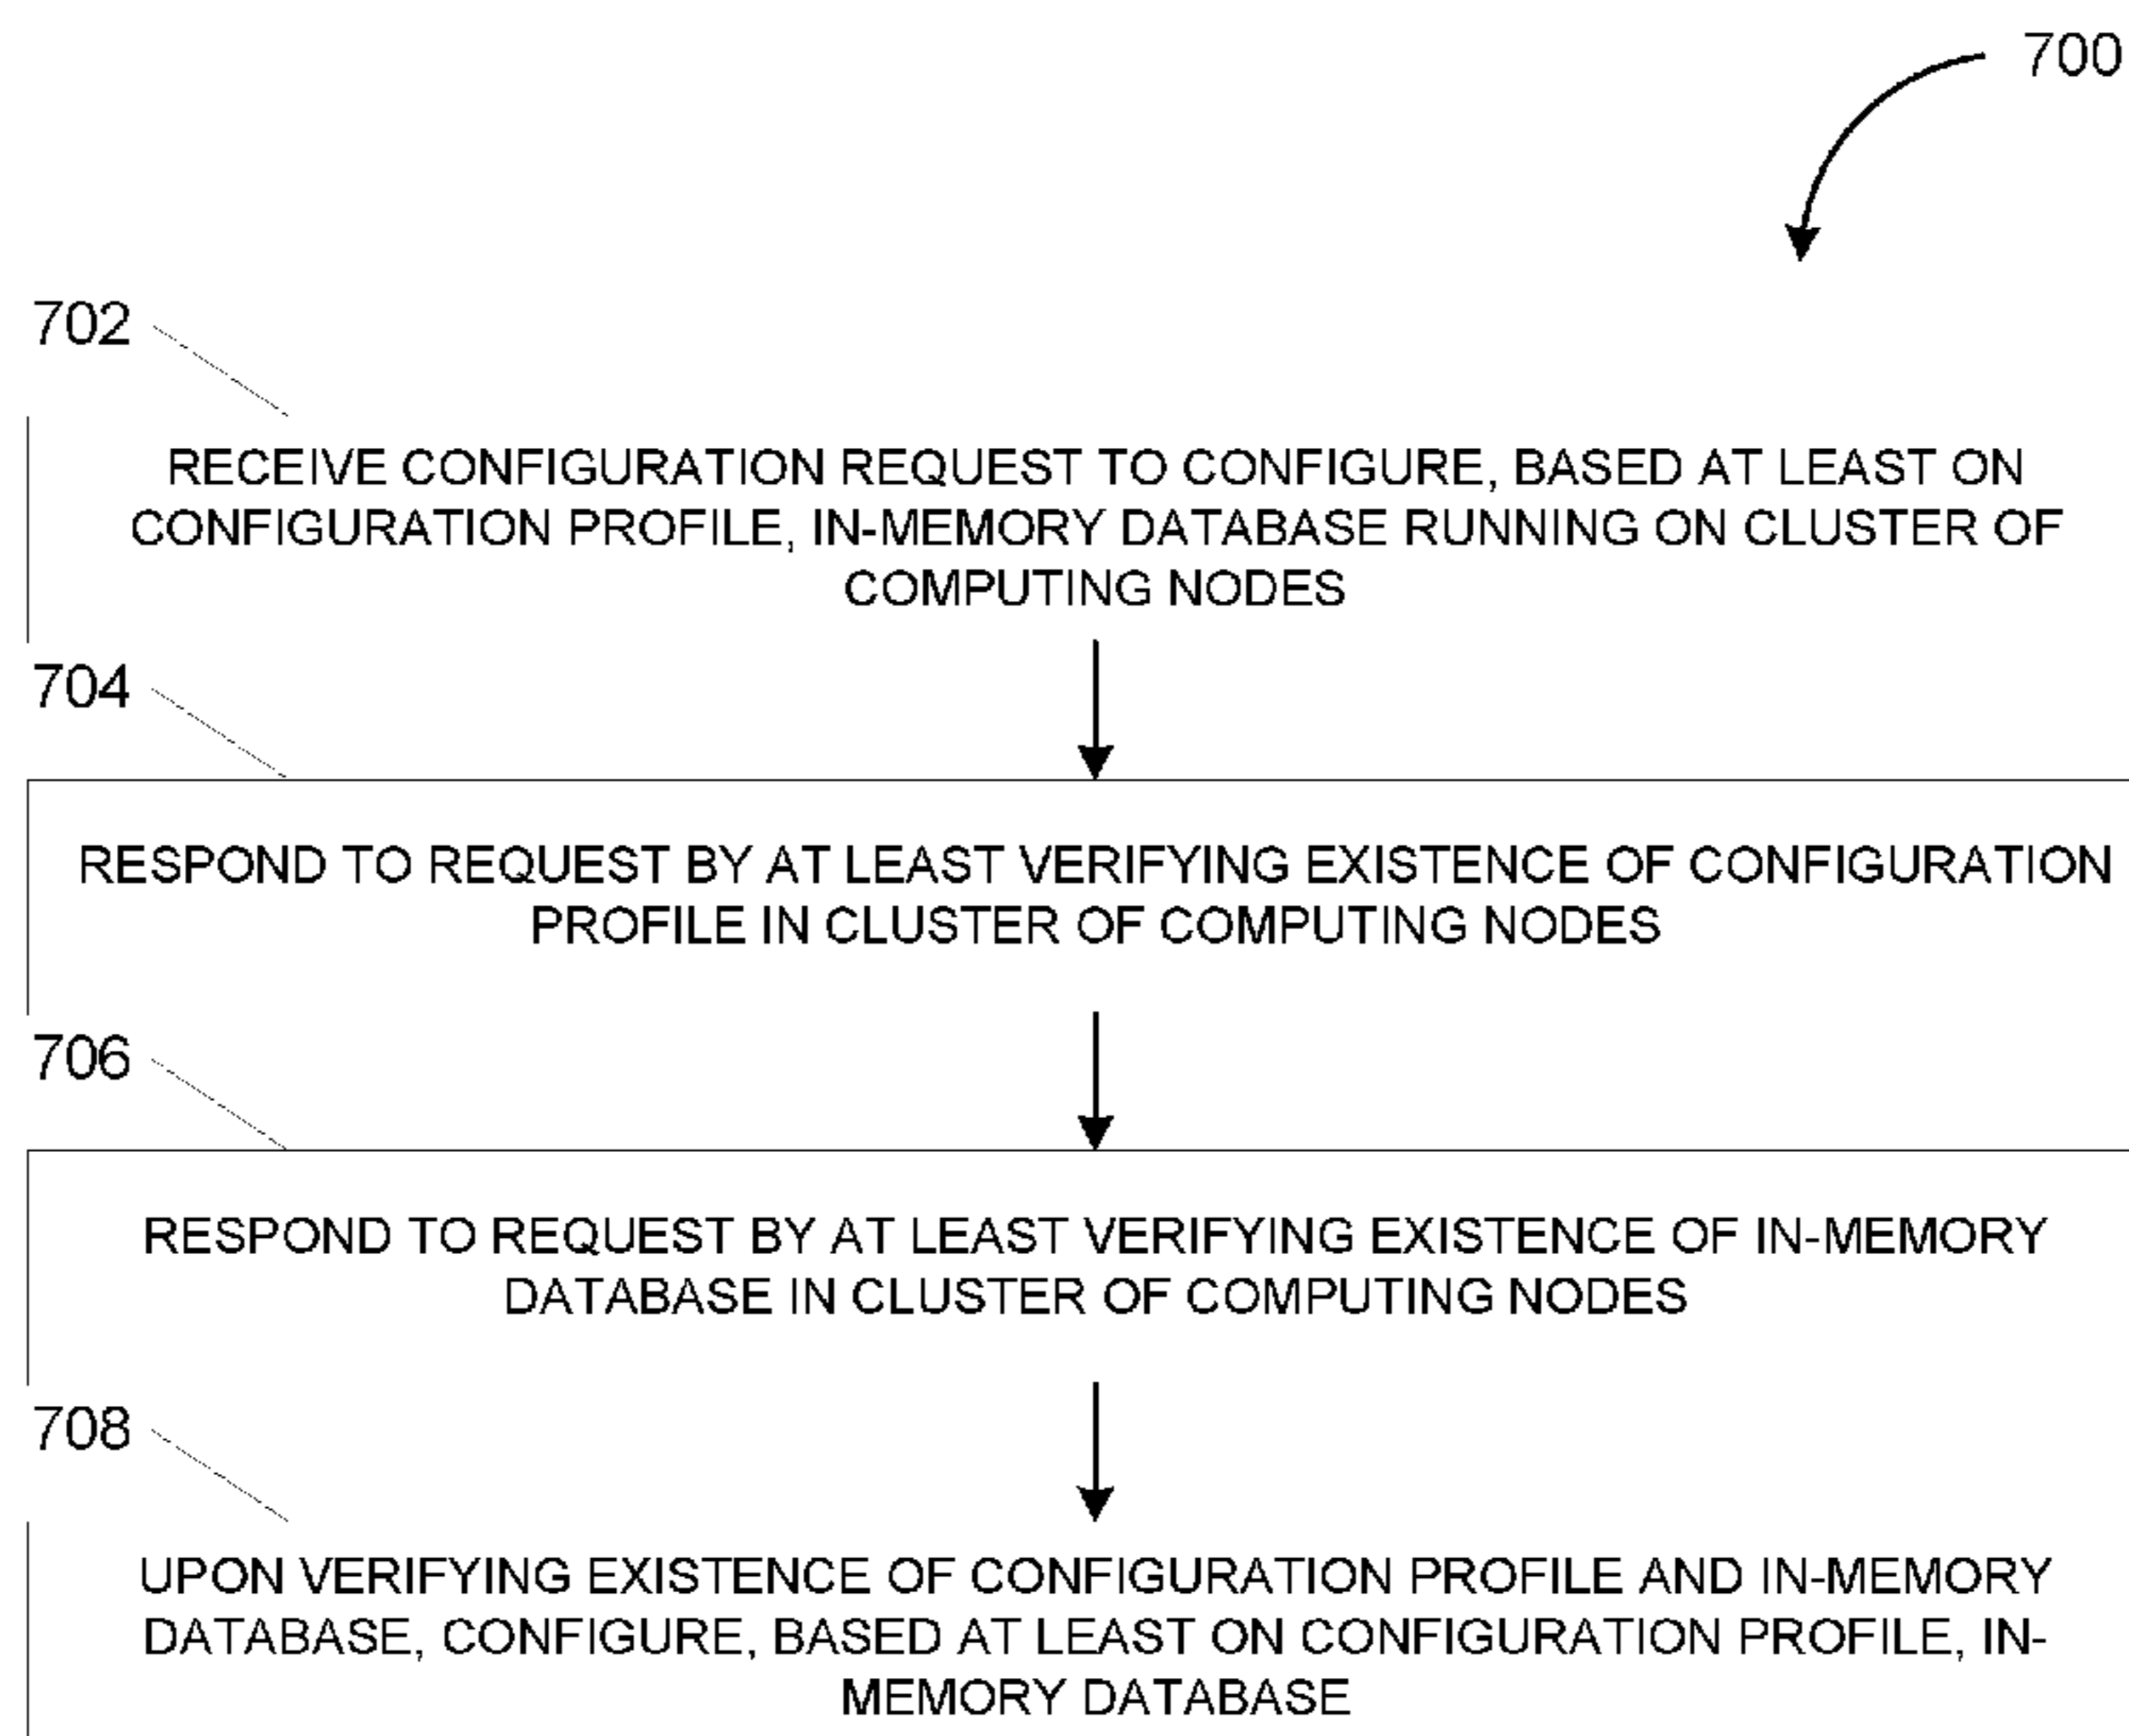 700
702
RECEIVE CONFIGURATION REQUEST TO CONFIGURE, BASED AT LEAST ON
CONFIGURATION PROFILE, IN-MEMORY DATABASE RUNNING ON CLUSTER OF
COMPUTING NODES
704
RESPOND TO REQUEST BY AT LEAST VERIFYING EXISTENCE OF CONFIGURATION
PROFILE IN CLUSTER OF COMPUTING NODES
706
RESPOND TO REQUEST BY AT LEAST VERIFYING EXISTENCE OF IN-MEMORY
DATABASE IN CLUSTER OF COMPUTING NODES
708
UPON VERIFYING EXISTENCE OF CONFIGURATION PROFILE AND IN-MEMORY
DATABASE, CONFIGURE, BASED AT LEAST ON CONFIGURATION PROFILE, IN-
MEMORY DATABASE